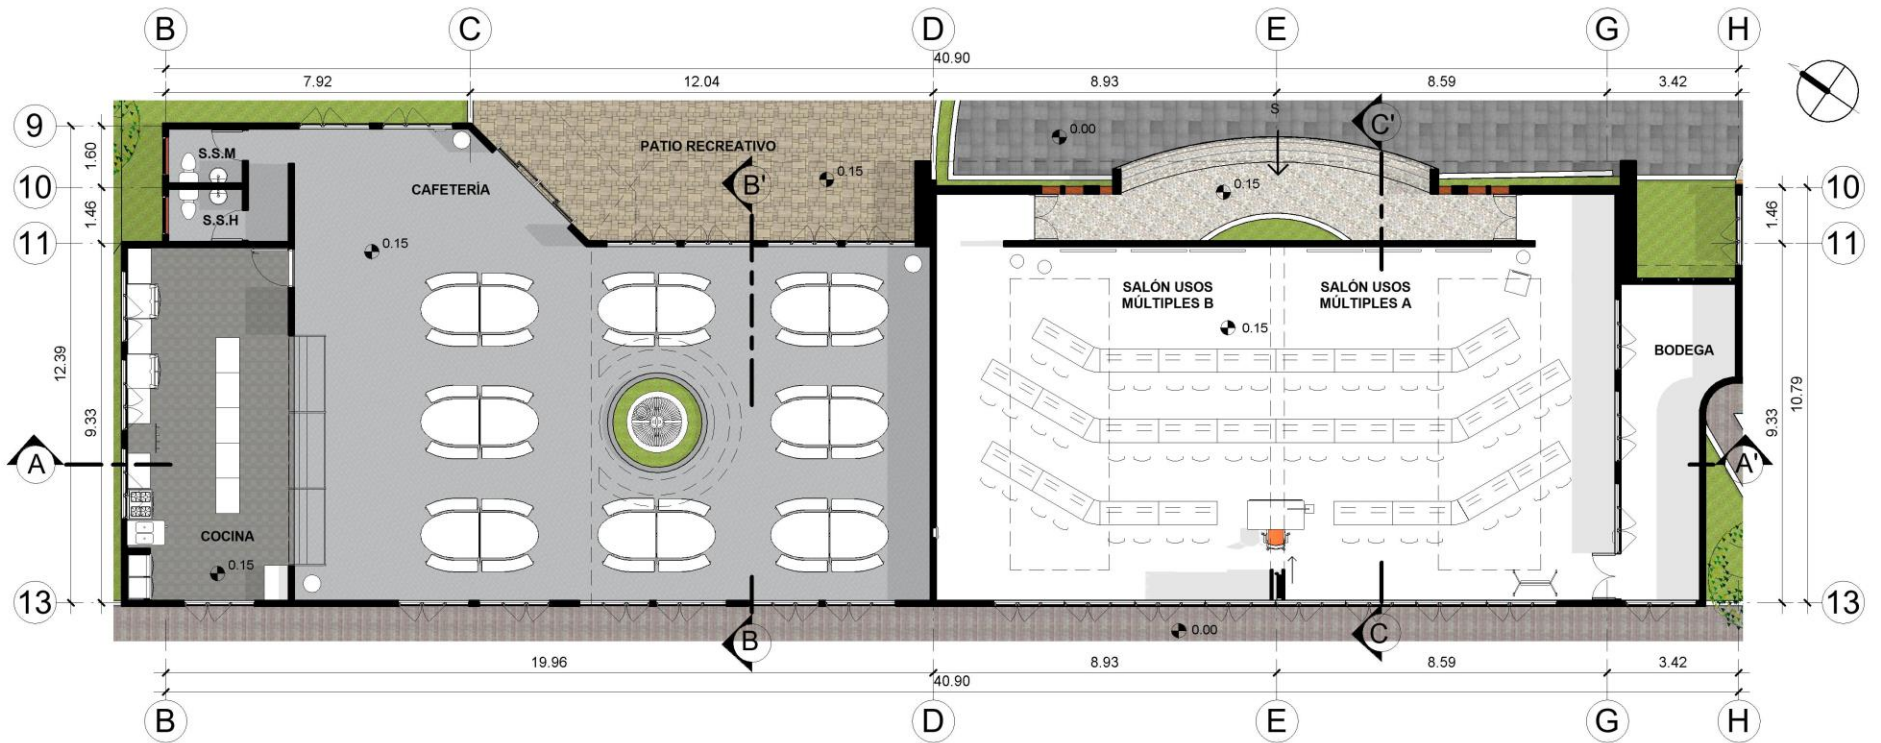 B C D E G H
40.90
7.92 12.04 8.93 8.59 3.42
9
1.60
10
1.46
11
12.39
9.33
13
S.S.M
S.S.H
CAFETERÍA
0.15
PATIO RECREATIVO
0.15
B'
0.00
S
C'
0.15
10
1.46
11
10.79
9.33
13
SALÓN USOS
MÚLTIPLES B
SALÓN USOS
MÚLTIPLES A
0.15
BODEGA
A
A'
COCINA
0.15
B
0.00
C
19.96 8.93 8.59 3.42
40.90
B D E G H